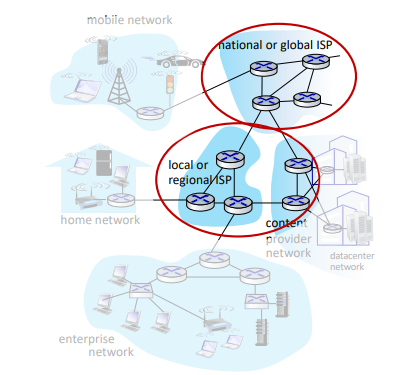 mobile network
national or global ISP
local or
regional ISP
home network
content
provider
network
datacenter
network
enterprise
network